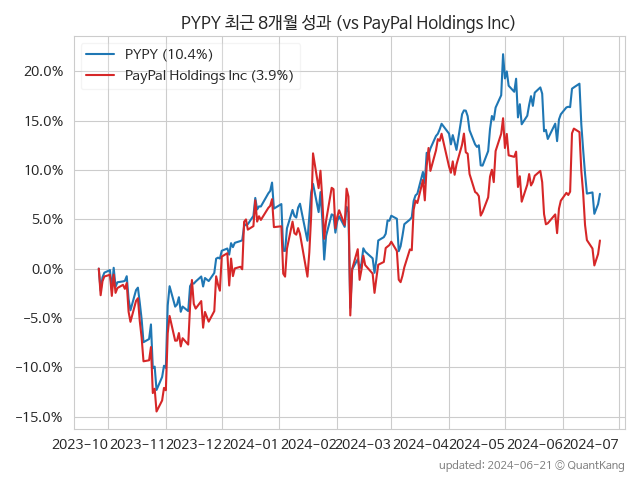 PYPY 최근 8개월 성과 (vs PayPal Holdings Inc)
PYPY (10.4%)
PayPal Holdings Inc (3.9%)
20.0%
15.0%
10.0%
5.0%
0.0%
−5.0%
−10.0%
−15.0%
2023−10 2023−11 2023−12 2024−01 2024−02 2024−03 2024−04 2024−05 2024−06 2024−07
updated: 2024-06-21 © QuantKang